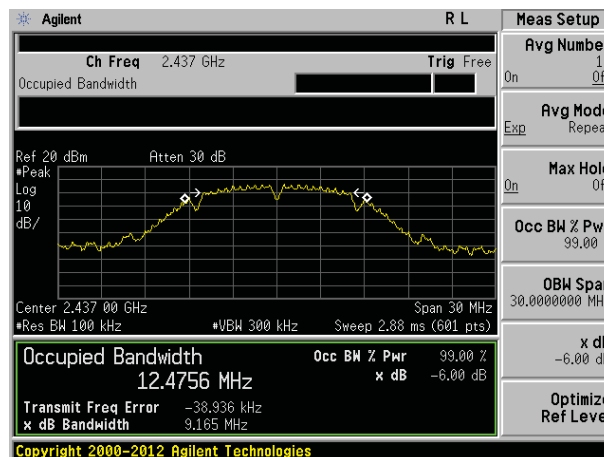 Agilent R L Meas Setup
Ch Freq 2.437 GHz Trig Free
Occupied Bandwidth
Avg Number
1
On Of
Avg Mode
Exp Repea
Max Hol
On Of
Occ BW % Pw
99.00
OBW Spa
30.0000000 MH
x d
-6.00 d
Optimiz
Ref Leve
Ref 20 dBm Atten 30 dB
#Peak
Log
10
dB/
Center 2.437 00 GHz Span 30 MHz
#Res BW 100 kHz #VBW 300 kHz Sweep 2.88 ms (601 pts)
Occupied Bandwidth Occ BW % Pwr 99.00 %
12.4756 MHz x dB -6.00 dB
Transmit Freq Error -38.936 kHz
x dB Bandwidth 9.165 MHz
Copyright 2000-2012 Agilent Technologies